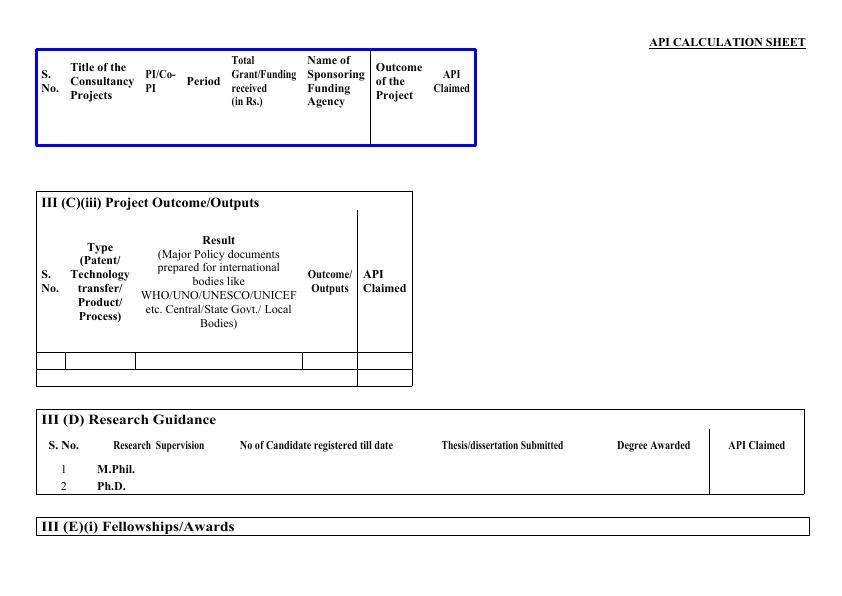 API CALCULATION SHEET
S.
No.
Title of the
Consultancy
Projects
PI/Co-
PI
Period
Total
Grant/Funding
received
(in Rs.)
Name of
Sponsoring
Funding
Agency
Outcome
of the
Project
API
Claimed
III (C)(iii) Project Outcome/Outputs
S.
No.
Type
(Patent/
Technology
transfer/
Product/
Process)
Result
(Major Policy documents
prepared for international
bodies like
WHO/UNO/UNESCO/UNICEF
etc. Central/State Govt./ Local
Bodies)
Outcome/
Outputs
API
Claimed
III (D) Research Guidance
S. No. Research Supervision No of Candidate registered till date Thesis/dissertation Submitted Degree Awarded API Claimed
1 M.Phil.
2 Ph.D.
III (E)(i) Fellowships/Awards